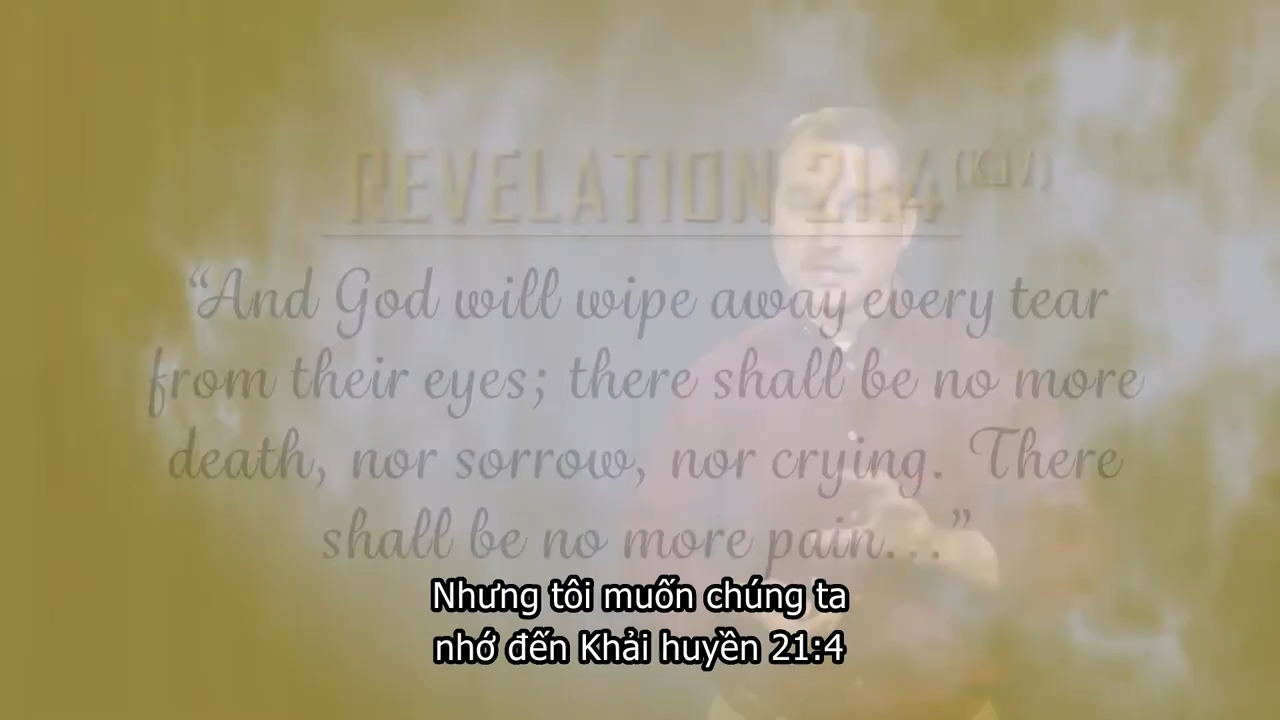 REVELATION 21:4 (KJV)
“And God will wipe away every tear
from their eyes; there shall be no more
death, nor sorrow, nor crying. There
shall be no more pain...”
Nhưng tôi muốn chúng ta
nhớ đến Khải huyền 21:4